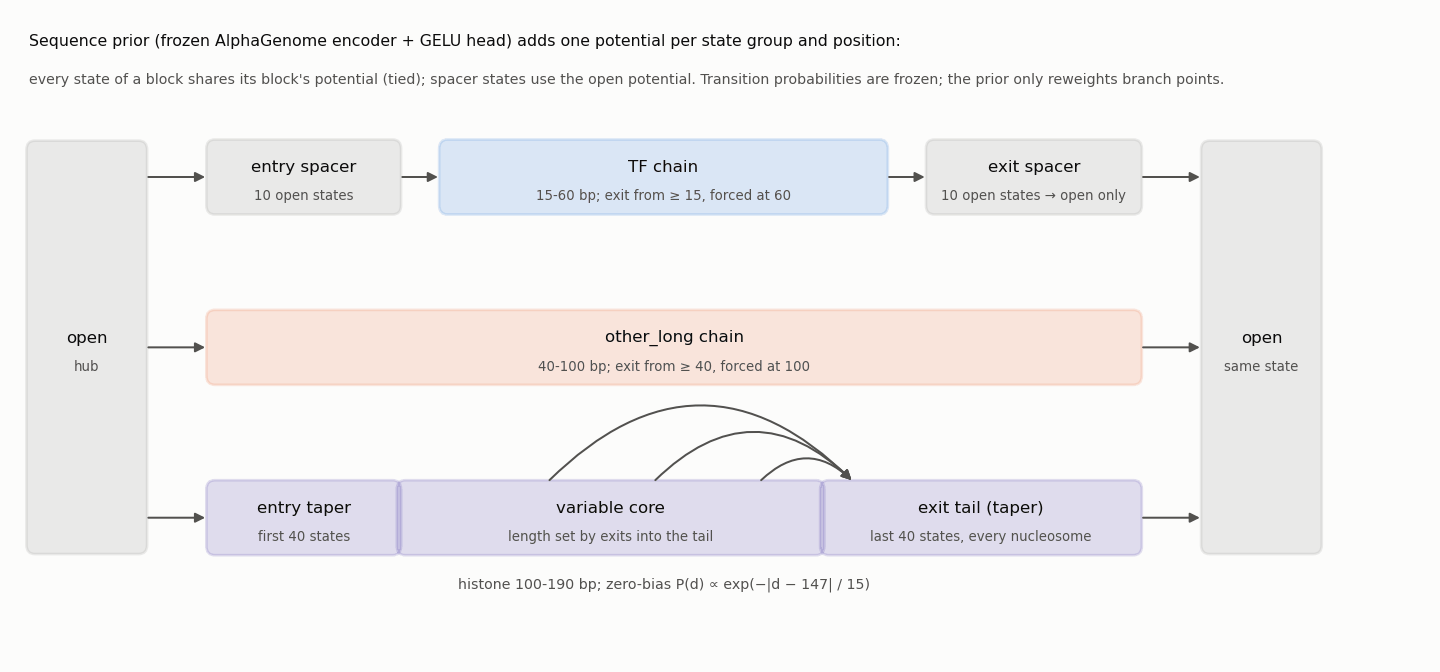 Sequence prior (frozen AlphaGenome encoder + GELU head) adds one potential per state group and position:
every state of a block shares its block's potential (tied); spacer states use the open potential. Transition probabilities are frozen; the prior only reweights branch points.
entry spacer
10 open states
TF chain
15-60 bp; exit from ≥ 15, forced at 60
exit spacer
10 open states → open only
open
hub
other_long chain
40-100 bp; exit from ≥ 40, forced at 100
open
same state
entry taper
first 40 states
variable core
length set by exits into the tail
exit tail (taper)
last 40 states, every nucleosome
histone 100-190 bp; zero-bias P(d) ∝ exp(−|d − 147| / 15)